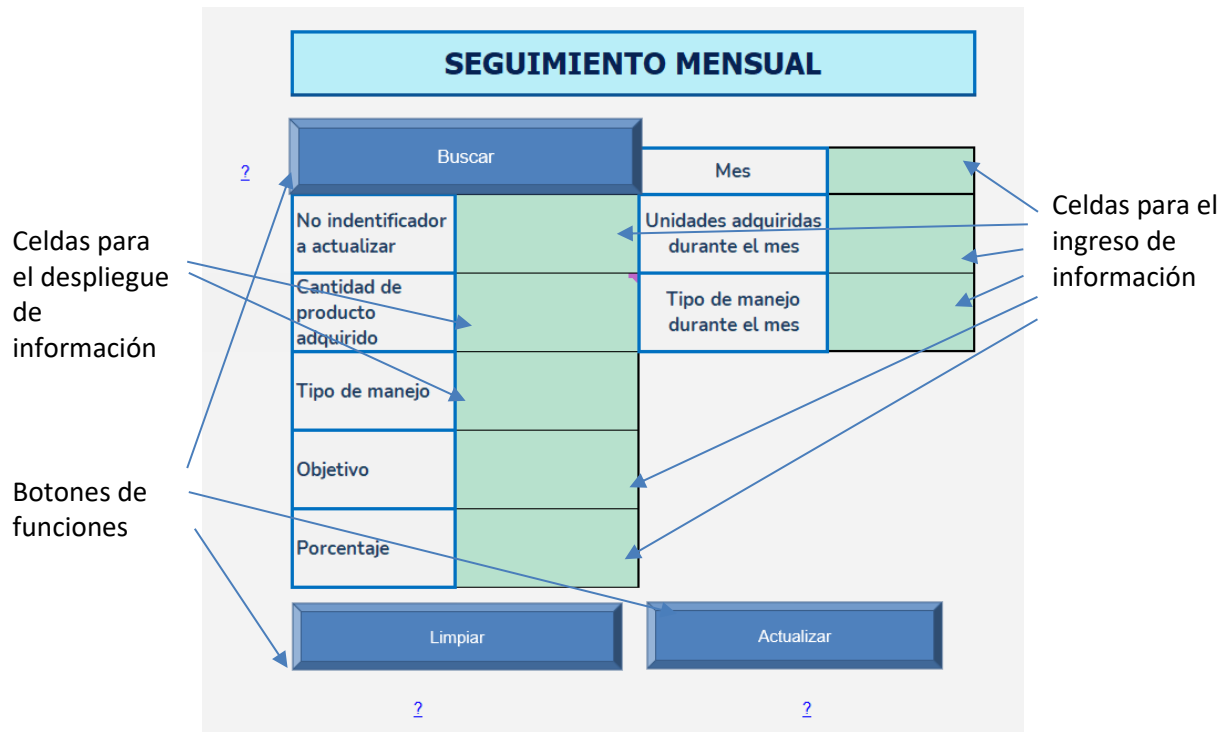 SEGUIMIENTO MENSUAL
Buscar
?
Mes
No indentificador
a actualizar
Unidades adquiridas
durante el mes
Cantidad de
producto
adquirido
Tipo de manejo
durante el mes
Tipo de manejo
Objetivo
Porcentaje
Limpiar
Actualizar
?
?
Celdas para
el despliegue
de
información
Botones de
funciones
Celdas para el
ingreso de
información